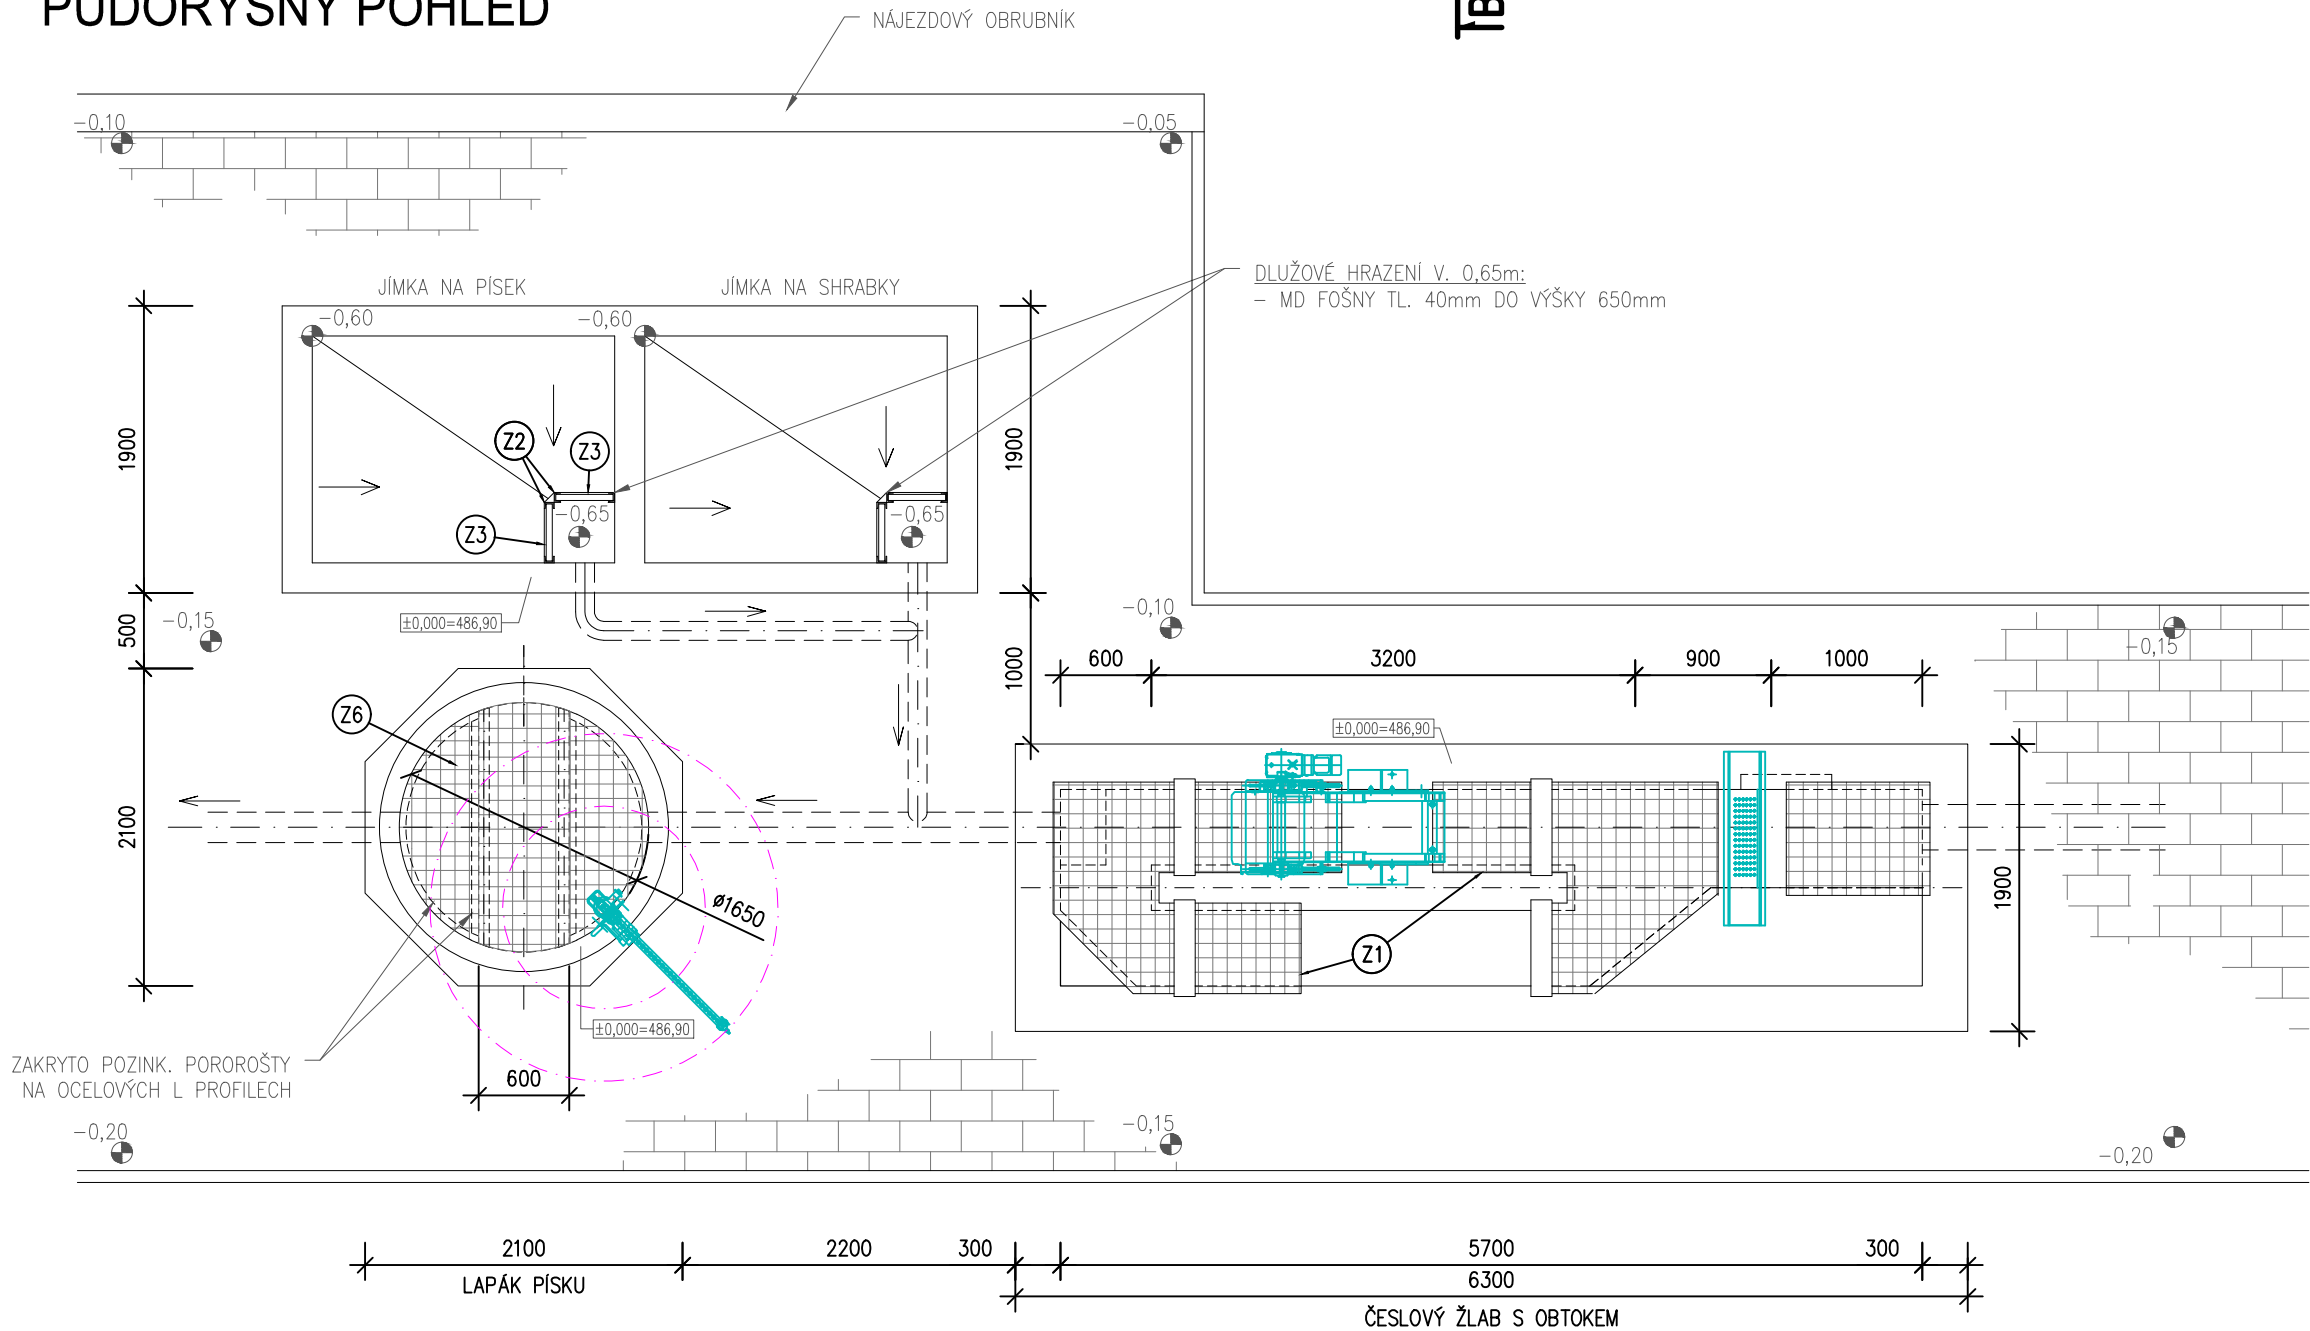 PŮDORYSNÝ POHLED
B
NÁJEZDOVÝ OBRUBNÍK
-0,10
-0,05
DLUŽOVÉ HRAZENÍ V. 0,65m:
- MD FOŠNY TL. 40mm DO VÝŠKY 650mm
JÍMKA NA PÍSEK
JÍMKA NA SHRABKY
-0,60
-0,60
1900
1900
Z2
Z3
Z3
-0,65
-0,65
±0,000=486,90
500
-0,15
-0,10
-0,15
1000
600
3200
900
1000
Z6
±0,000=486,90
2100
ø1650
1900
Z1
±0,000=486,90
ZAKRYTO POZINK. POROROŠTY
NA OCELOVÝCH L PROFILECH
600
-0,20
-0,15
-0,20
2100
2200
300
5700
300
LAPÁK PÍSKU
6300
ČESLOVÝ ŽLAB S OBTOKEM